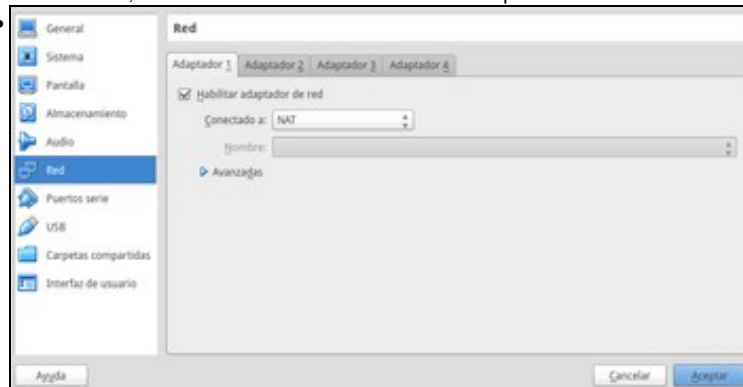 General
Sistema
Pantalla
Almacenamiento
Audio
Red
Puertos serie
USB
Carpetas compartidas
Interfaz de usuario
Red
Adaptador 1 Adaptador 2 Adaptador 3 Adaptador 4
Habilitar adaptador de red
Conectado a: NAT
Nombre:
Avanzadas
Ayuda
Cancelar Aceptar